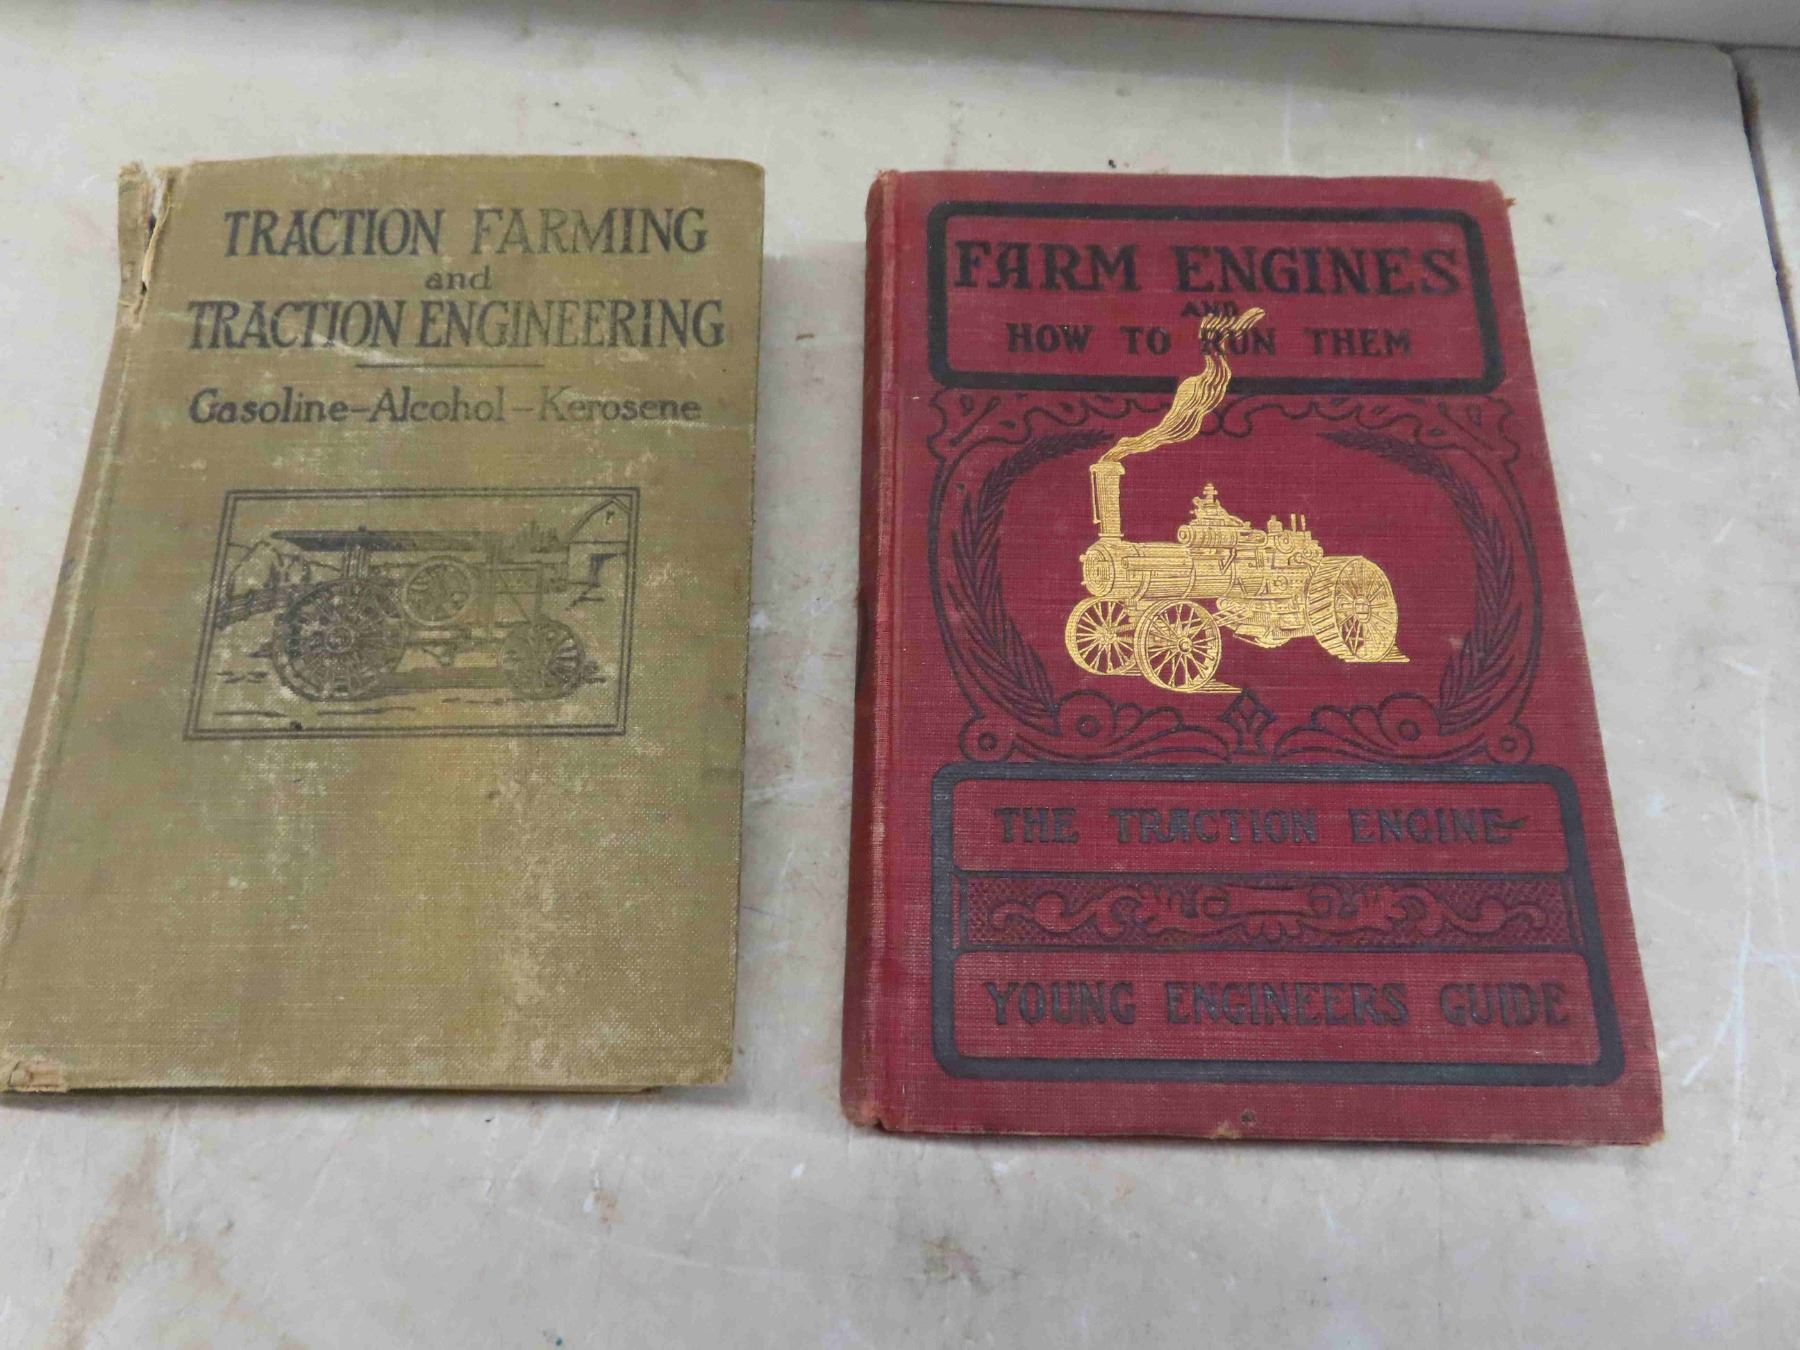 TRACTION FARMING
and
TRACTION ENGINEERING
Gasoline-Alcohol-Kerosene
FARM ENGINES
AND
HOW TO RUN THEM
THE TRACTION ENGINE
YOUNG ENGINEERS GUIDE